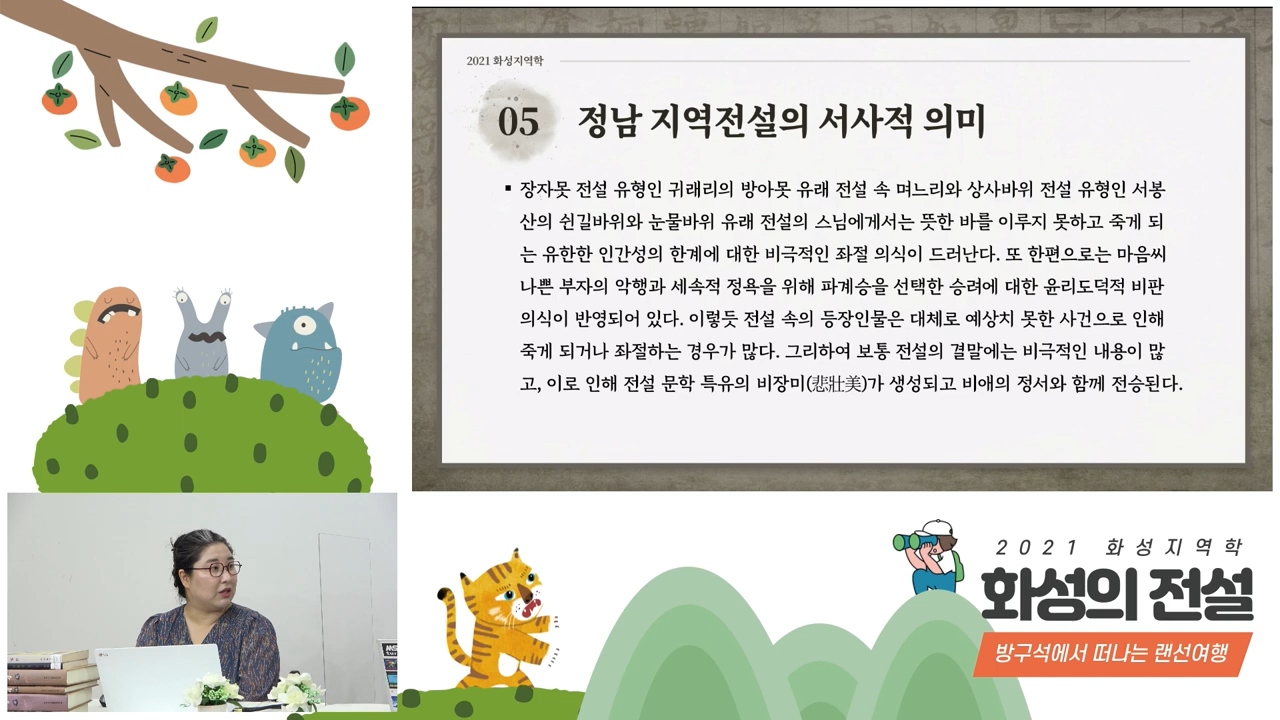 2021 화성지역학
05 정남 지역전설의 서사적 의미
▪ 장자못 전설 유형인 귀래리의 방아못 유래 전설 속 며느리와 상사바위 전설 유형인 서봉
산의 쉰길바위와 눈물바위 유래 전설의 스님에게서는 뜻한 바를 이루지 못하고 죽게 되
는 유한한 인간성의 한계에 대한 비극적인 좌절 의식이 드러난다. 또 한편으로는 마음씨
나쁜 부자의 악행과 세속적 정욕을 위해 파계승을 선택한 승려에 대한 윤리도덕적 비판
의식이 반영되어 있다. 이렇듯 전설 속의 등장인물은 대체로 예상치 못한 사건으로 인해
죽게 되거나 좌절하는 경우가 많다. 그리하여 보통 전설의 결말에는 비극적인 내용이 많
고, 이로 인해 전설 문학 특유의 비장미(悲壯美)가 생성되고 비애의 정서와 함께 전승된다.
2021 화성지역학
화성의 전설
방구석에서 떠나는 랜선여행